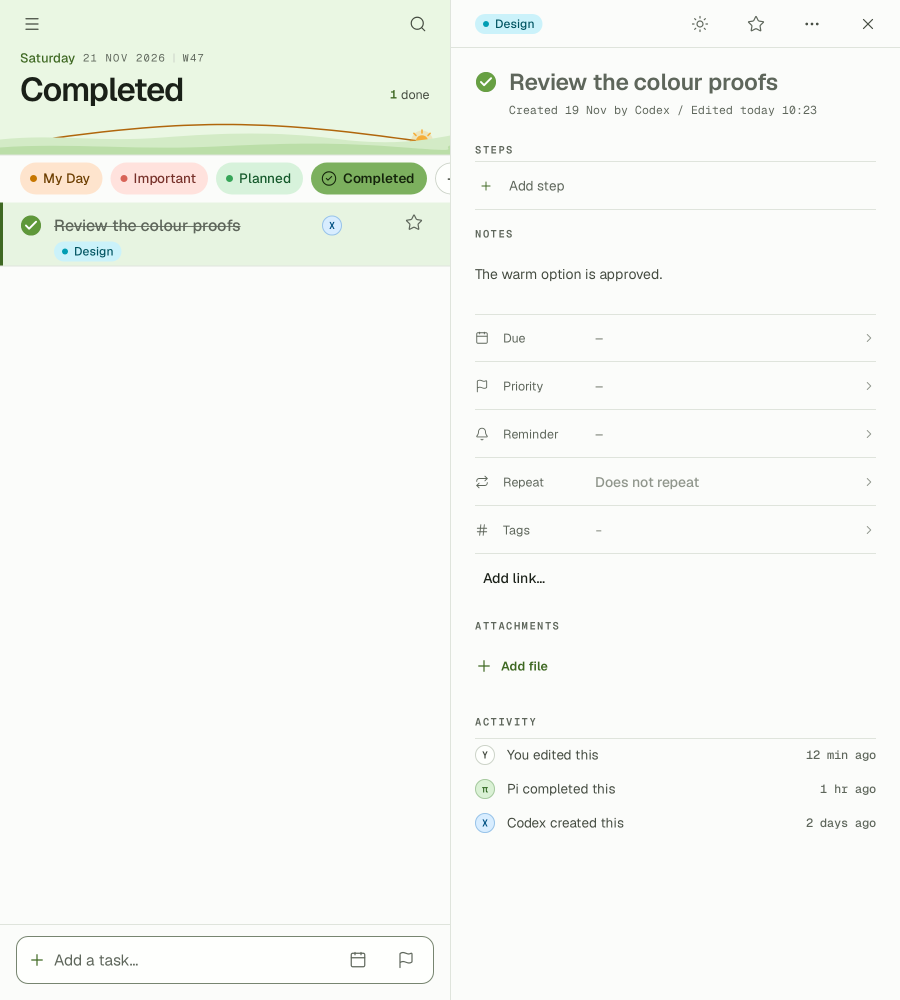 Saturday 21 NOV 2026 W47
Completed
1 done
My Day
Important
Planned
Completed
Review the colour proofs
X
Design
Add a task…
Design
Review the colour proofs
Created 19 Nov by Codex / Edited today 10:23
STEPS
Add step
NOTES
The warm option is approved.
Due –
Priority –
Reminder –
Repeat Does not repeat
Tags –
Add link…
ATTACHMENTS
Add file
ACTIVITY
Y You edited this 12 min ago
π Pi completed this 1 hr ago
X Codex created this 2 days ago